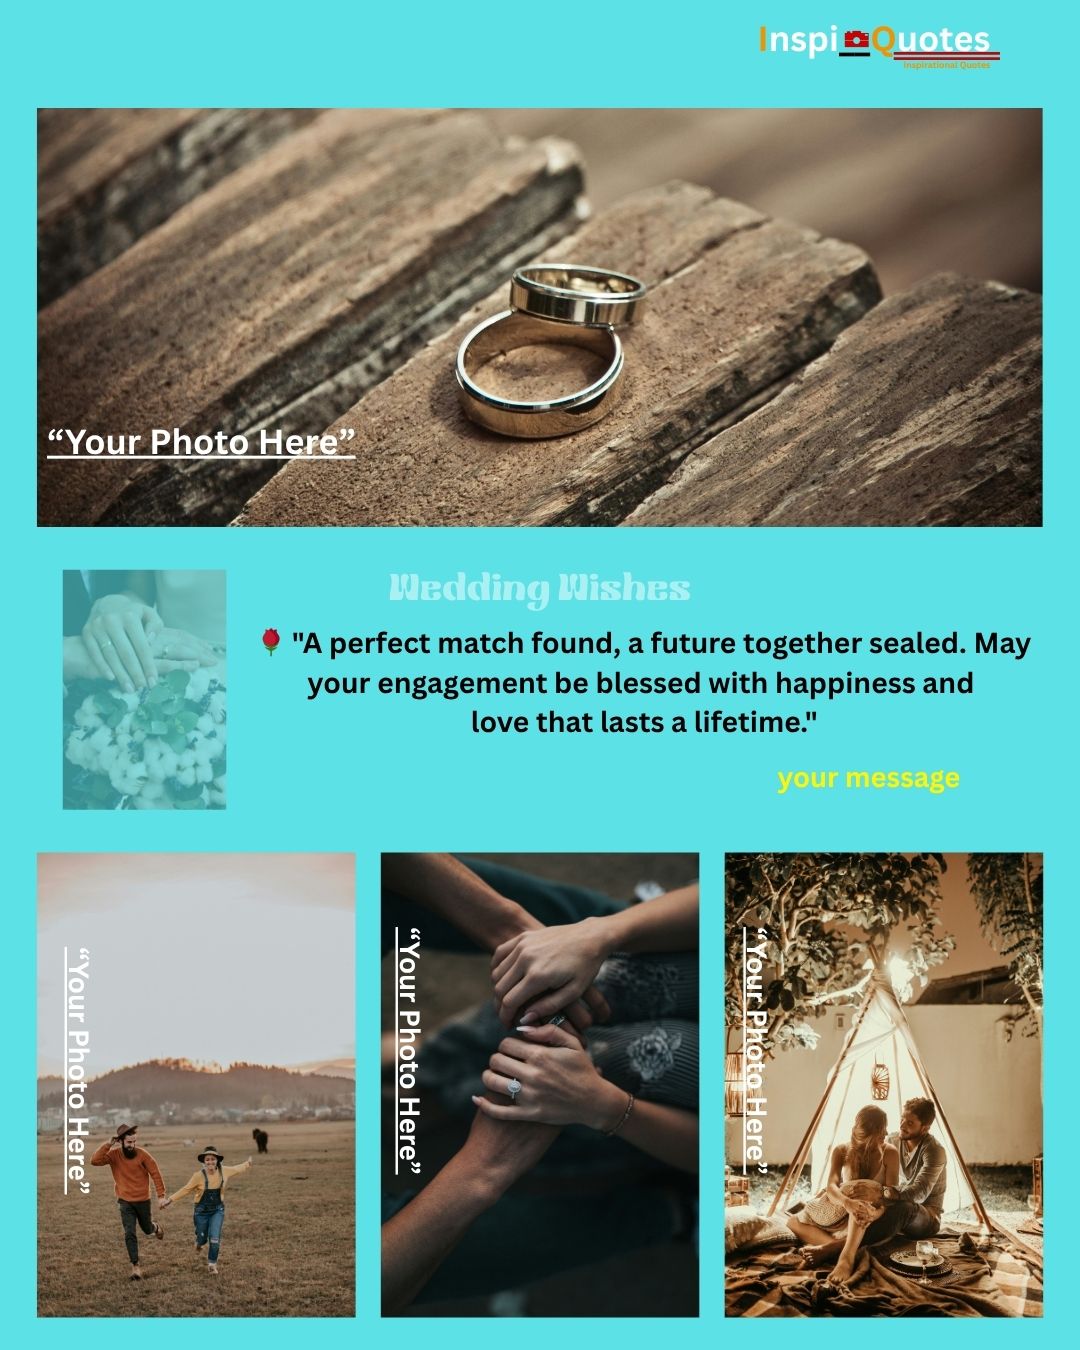 InspiQuotes
Inspirational Quotes
“Your Photo Here”
Wedding Wishes
🌹 "A perfect match found, a future together sealed. May
your engagement be blessed with happiness and
love that lasts a lifetime."
your message
“Your Photo Here”
“Your Photo Here”
“Your Photo Here”